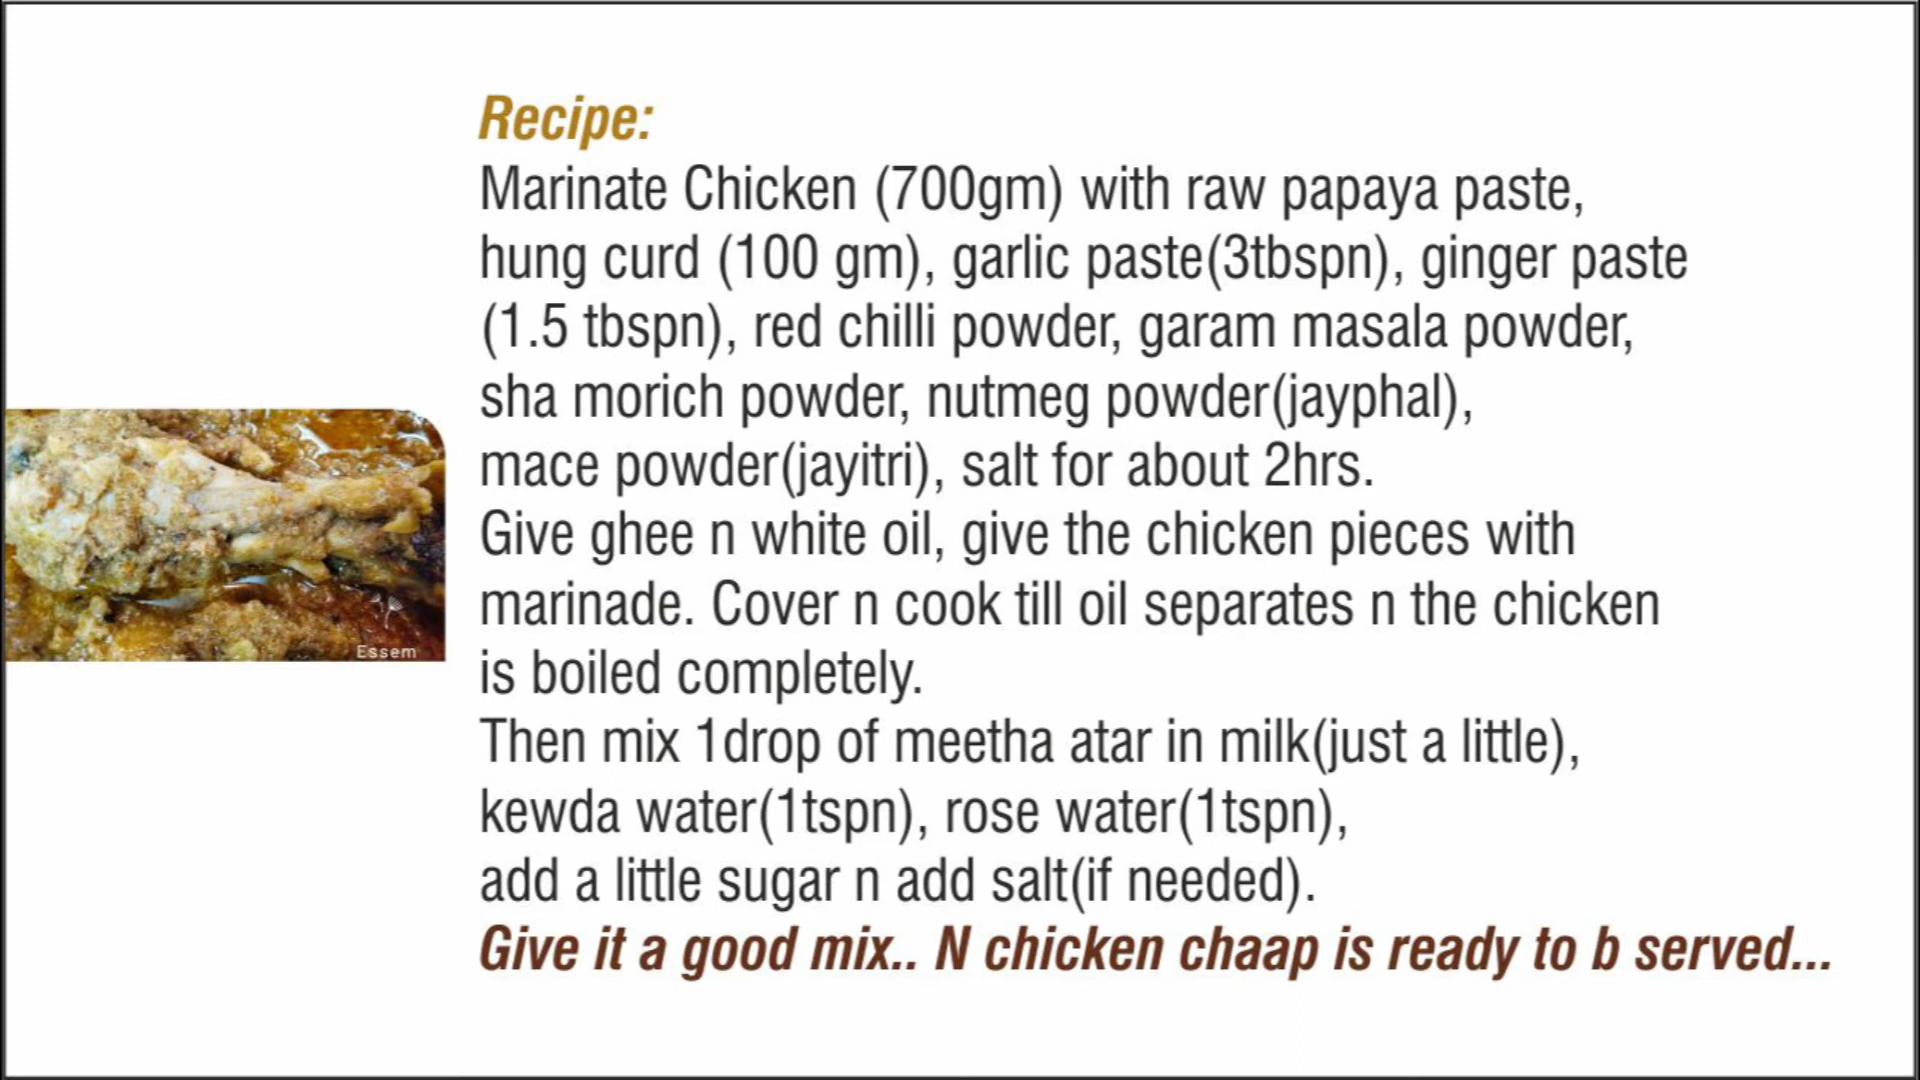 Recipe:
Marinate Chicken (700gm) with raw papaya paste,
hung curd (100 gm), garlic paste(3tbspn), ginger paste
(1.5 tbspn), red chilli powder, garam masala powder,
sha morich powder, nutmeg powder(jayphal),
mace powder(jayitri), salt for about 2hrs.
Give ghee n white oil, give the chicken pieces with
marinade. Cover n cook till oil separates n the chicken
is boiled completely.
Then mix 1drop of meetha atar in milk(just a little),
kewda water(1tspn), rose water(1tspn),
add a little sugar n add salt(if needed).
Give it a good mix.. N chicken chaap is ready to b served...
Essem